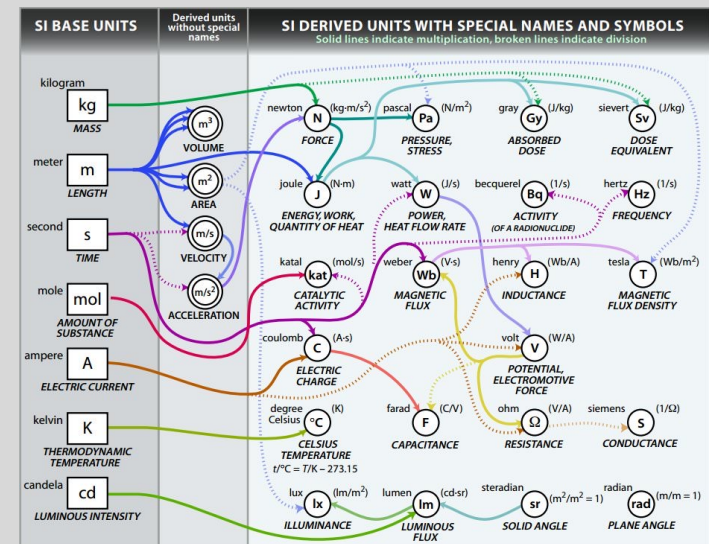 SI BASE UNITS
Derived units
without special
names
SI DERIVED UNITS WITH SPECIAL NAMES AND SYMBOLS
Solid lines indicate multiplication, broken lines indicate division
kilogram
kg
MASS
meter
m
LENGTH
second
s
TIME
mole
mol
AMOUNT OF
SUBSTANCE
ampere
A
ELECTRIC CURRENT
kelvin
K
THERMODYNAMIC
TEMPERATURE
candela
cd
LUMINOUS INTENSITY
m³
VOLUME
m²
AREA
m/s
VELOCITY
m/s²
ACCELERATION
newton
N
(kg·m/s²)
FORCE
pascal
Pa
(N/m²)
PRESSURE,
STRESS
gray
Gy
(J/kg)
ABSORBED
DOSE
sievert
Sv
(J/kg)
DOSE
EQUIVALENT
joule
J
(N·m)
ENERGY, WORK,
QUANTITY OF HEAT
watt
W
(J/s)
POWER,
HEAT FLOW RATE
becquerel
Bq
(1/s)
ACTIVITY
(OF A RADIONUCLIDE)
hertz
Hz
(1/s)
FREQUENCY
katal
kat
(mol/s)
CATALYTIC
ACTIVITY
weber
Wb
(V·s)
MAGNETIC
FLUX
henry
H
(Wb/A)
INDUCTANCE
tesla
T
(Wb/m²)
MAGNETIC
FLUX DENSITY
coulomb
C
(A·s)
ELECTRIC
CHARGE
volt
V
(W/A)
POTENTIAL,
ELECTROMOTIVE
FORCE
degree
Celsius
°C
(K)
CELSIUS
TEMPERATURE
t/°C = T/K – 273.15
farad
F
(C/V)
CAPACITANCE
ohm
Ω
(V/A)
RESISTANCE
siemens
S
(1/Ω)
CONDUCTANCE
lux
lx
(lm/m²)
ILLUMINANCE
lumen
lm
(cd·sr)
LUMINOUS
FLUX
steradian
sr
(m²/m² = 1)
SOLID ANGLE
radian
rad
(m/m = 1)
PLANE ANGLE